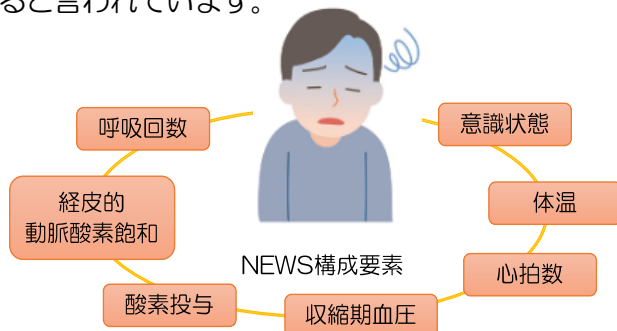 ると言われています。
呼吸回数
意識状態
経皮的
動脈酸素飽和
体温
NEWS構成要素
心拍数
酸素投与
収縮期血圧